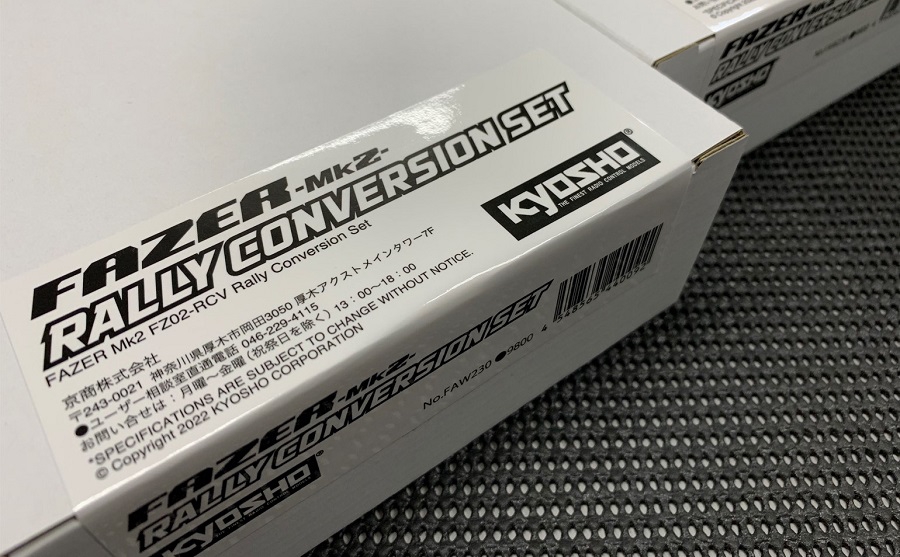 FAZER -Mk2-
RALLY CONVERSION SET
FAZER Mk2 FZ02-RCV Rally Conversion Set
KYOSHO®
THE FINEST RADIO CONTROL MODELS
京商株式会社
〒243-0021 神奈川県厚木市岡田3050 厚木アクストメインタワー7F
●ユーザー相談室直通電話 046-229-4115
お問い合せは：月曜〜金曜(祝祭日を除く) 13：00〜18：00
*SPECIFICATIONS ARE SUBJECT TO CHANGE WITHOUT NOTICE.
© Copyright 2022 KYOSHO CORPORATION
FAZER -Mk2-
RALLY CONVERSION SET
KYOSHO®
No.FAW230 ●9800
FAZER -Mk2-
RALLY CONVERSION
KYOSHO